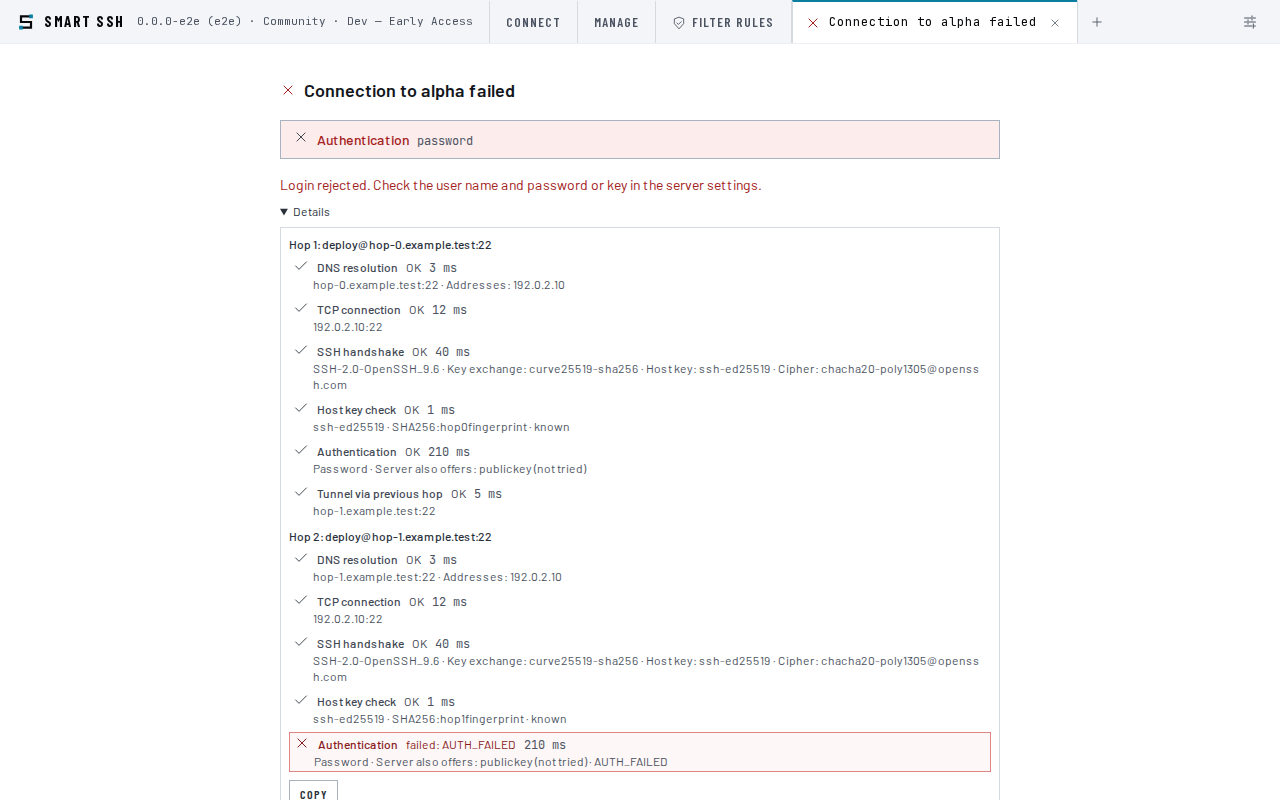 SMART SSH 0.0.0-e2e (e2e) · Community · Dev — Early Access CONNECT MANAGE FILTER RULES Connection to alpha failed
Connection to alpha failed
Authentication password
Login rejected. Check the user name and password or key in the server settings.
Details
Hop 1: deploy@hop-0.example.test:22
DNS resolution OK 3 ms
hop-0.example.test:22 · Addresses: 192.0.2.10
TCP connection OK 12 ms
192.0.2.10:22
SSH handshake OK 40 ms
SSH-2.0-OpenSSH_9.6 · Key exchange: curve25519-sha256 · Host key: ssh-ed25519 · Cipher: chacha20-poly1305@openss
h.com
Host key check OK 1 ms
ssh-ed25519 · SHA256:hop0fingerprint · known
Authentication OK 210 ms
Password · Server also offers: publickey (not tried)
Tunnel via previous hop OK 5 ms
hop-1.example.test:22
Hop 2: deploy@hop-1.example.test:22
DNS resolution OK 3 ms
hop-1.example.test:22 · Addresses: 192.0.2.10
TCP connection OK 12 ms
192.0.2.10:22
SSH handshake OK 40 ms
SSH-2.0-OpenSSH_9.6 · Key exchange: curve25519-sha256 · Host key: ssh-ed25519 · Cipher: chacha20-poly1305@openss
h.com
Host key check OK 1 ms
ssh-ed25519 · SHA256:hop1fingerprint · known
Authentication failed: AUTH_FAILED 210 ms
Password · Server also offers: publickey (not tried) · AUTH_FAILED
COPY